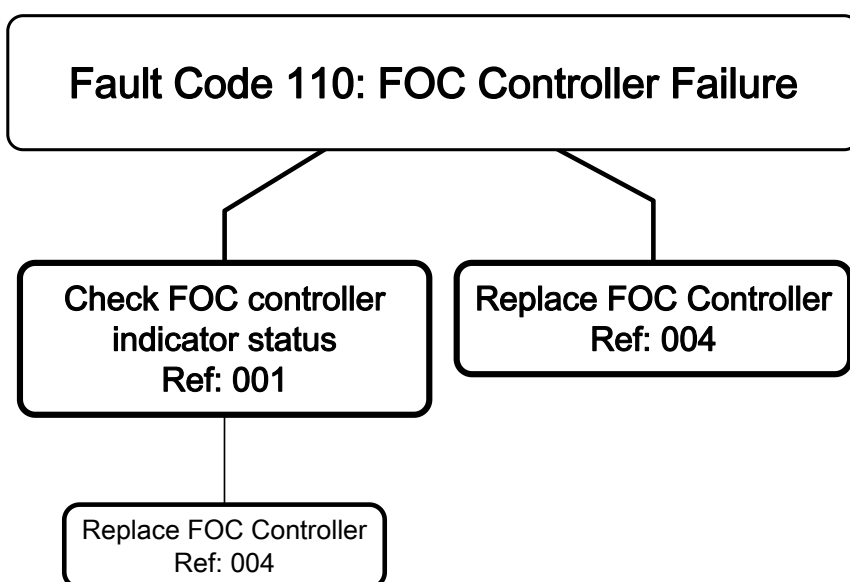 Fault Code 110: FOC Controller Failure
Check FOC controller
indicator status
Ref: 001
Replace FOC Controller
Ref: 004
Replace FOC Controller
Ref: 004